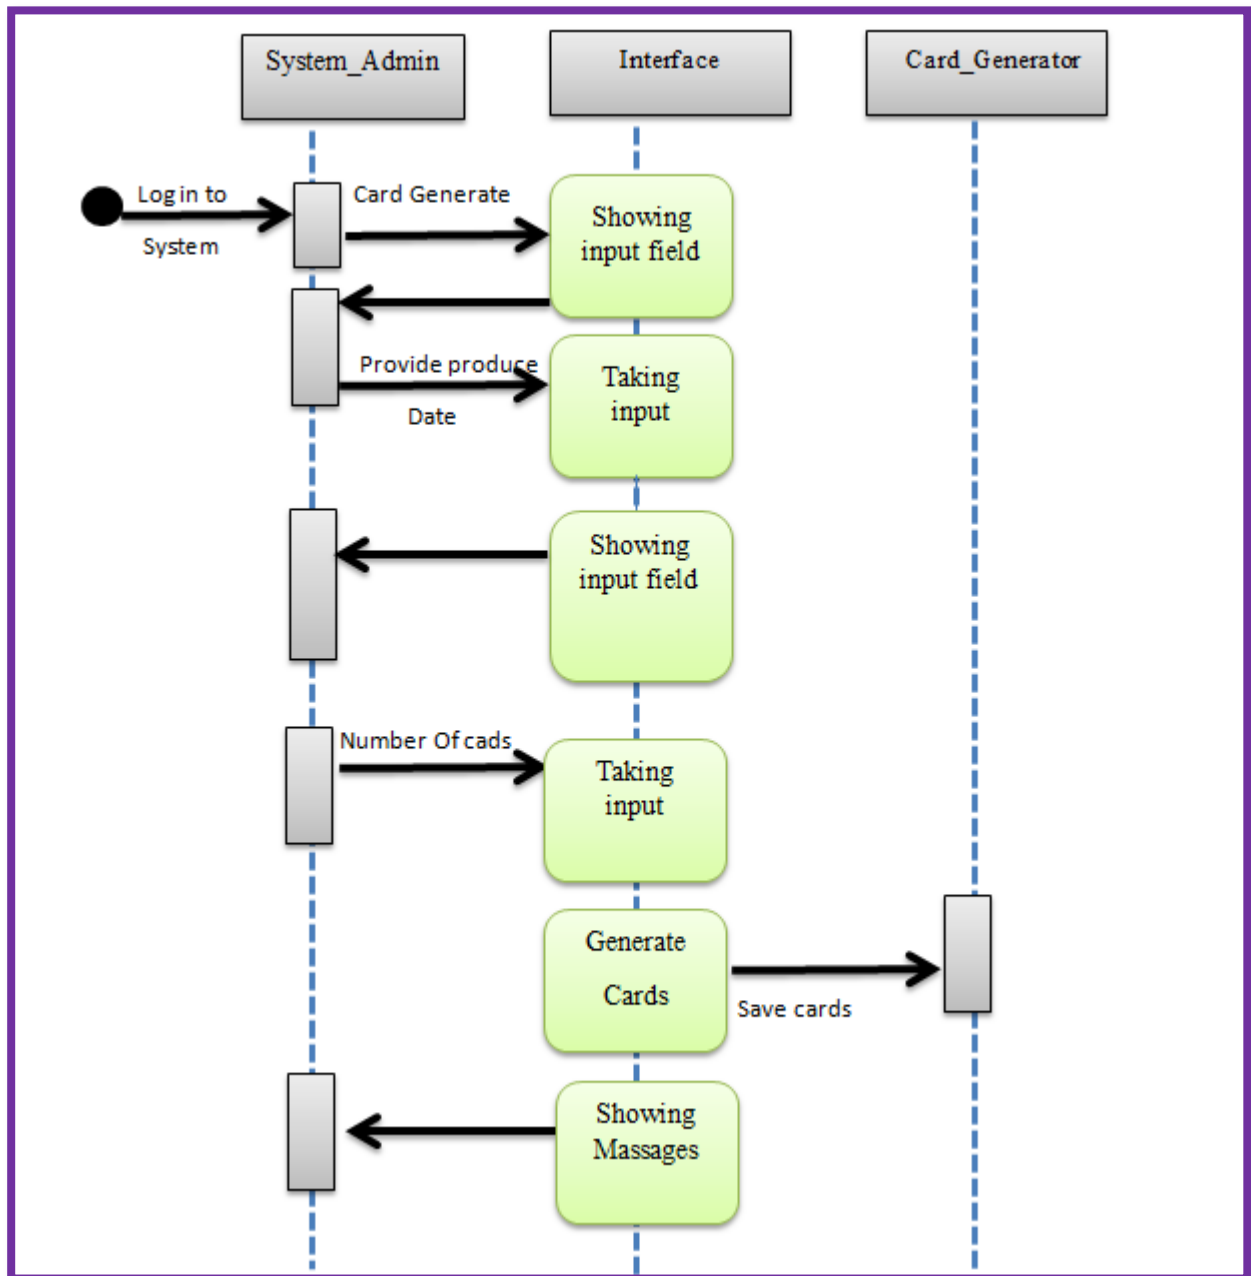 System_Admin
Interface
Card_Generator
Log in to
System
Card Generate
Showing
input field
Provide produce
Date
Taking
input
Showing
input field
Number Of cads
Taking
input
Generate
Cards
Save cards
Showing
Massages